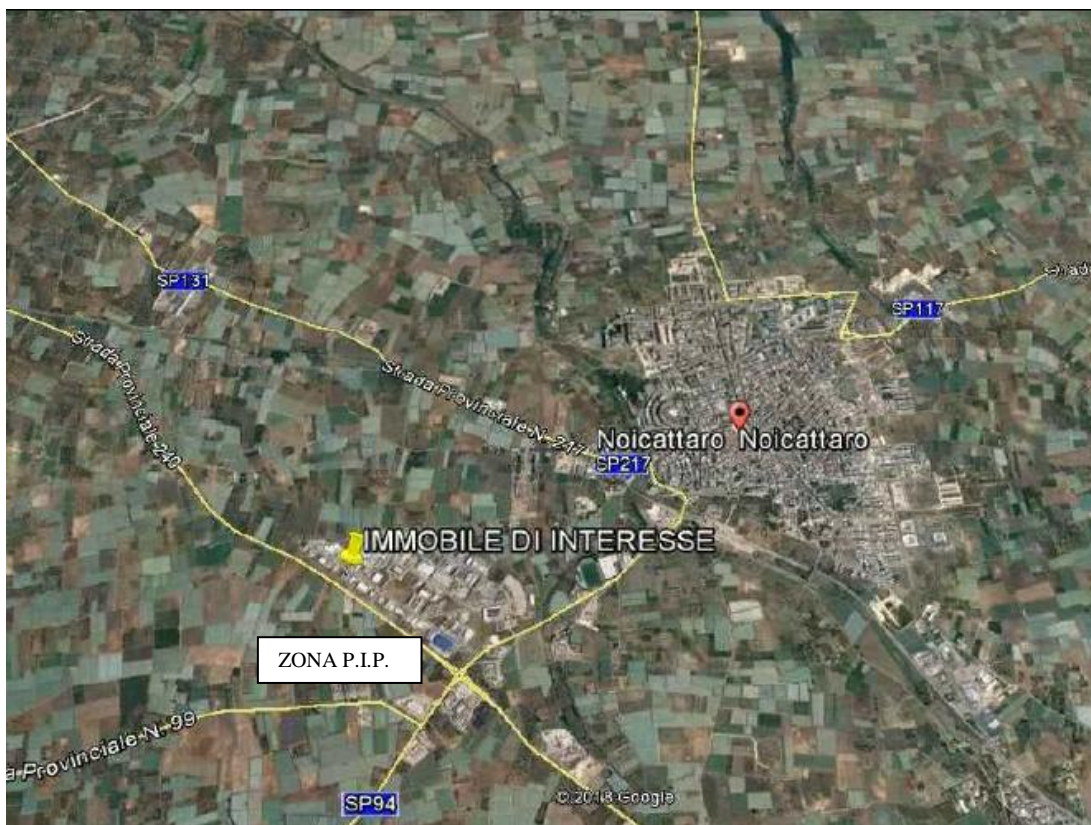 SP131
Strada
SP117
Strada Provinciale 240
Strada Provinciale N. 217
Noicattaro Noicattaro
SP217
IMMOBILE DI INTERESSE
ZONA P.I.P.
Provinciale N. 99
SP94
© 2018 Google